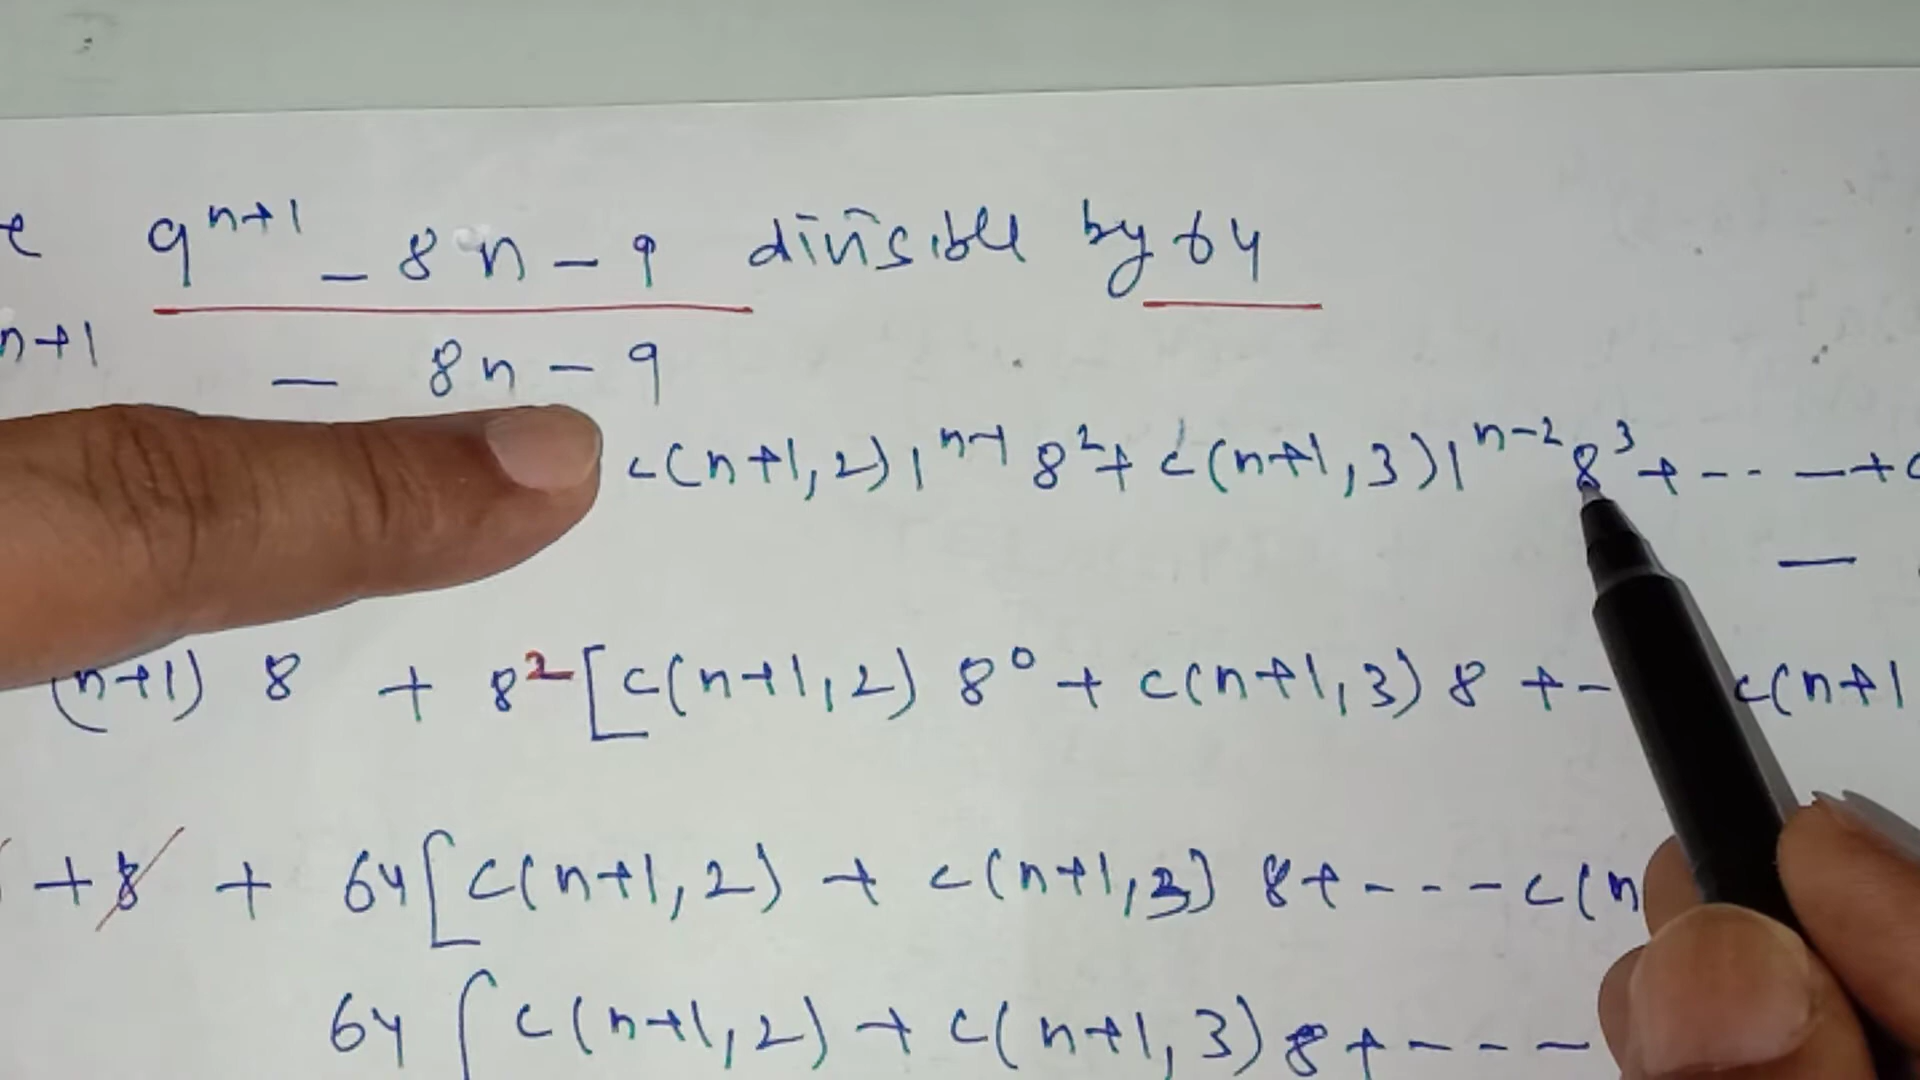 e 9^{n+1} - 8n - 9 divisible by 64
n+1 - 8n - 9
c(n+1, 2) 1^{n-1} 8^2 + c(n+1, 3) 1^{n-2} 8^3 + -- - + c
-
(n+1) 8 + 8^2 [ c(n+1, 2) 8^0 + c(n+1, 3) 8 + - c(n+1
+ 8 + 64 [ c(n+1, 2) + c(n+1, 3) 8 + - - - c(n
64 [ c(n+1, 2) + c(n+1, 3) 8 + - - -